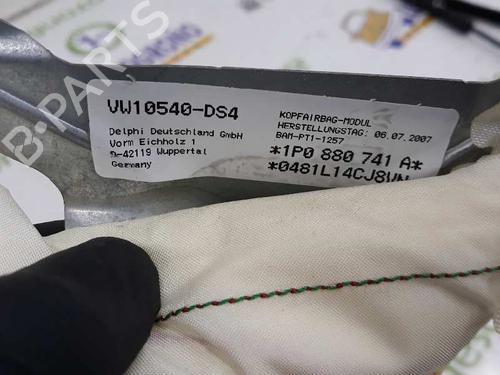 VW10540-DS4
Delphi Deutschland GmbH
Vorm Eichholz 1
D-42119 Wuppertal
Germany
KOPFAIRBAG-MODUL
HERSTELLUNGSTAG: 06.07.2007
BAM-PT1-1257
*1P0 880 741 A*
*0481L14CJ8VN
B-PARTS